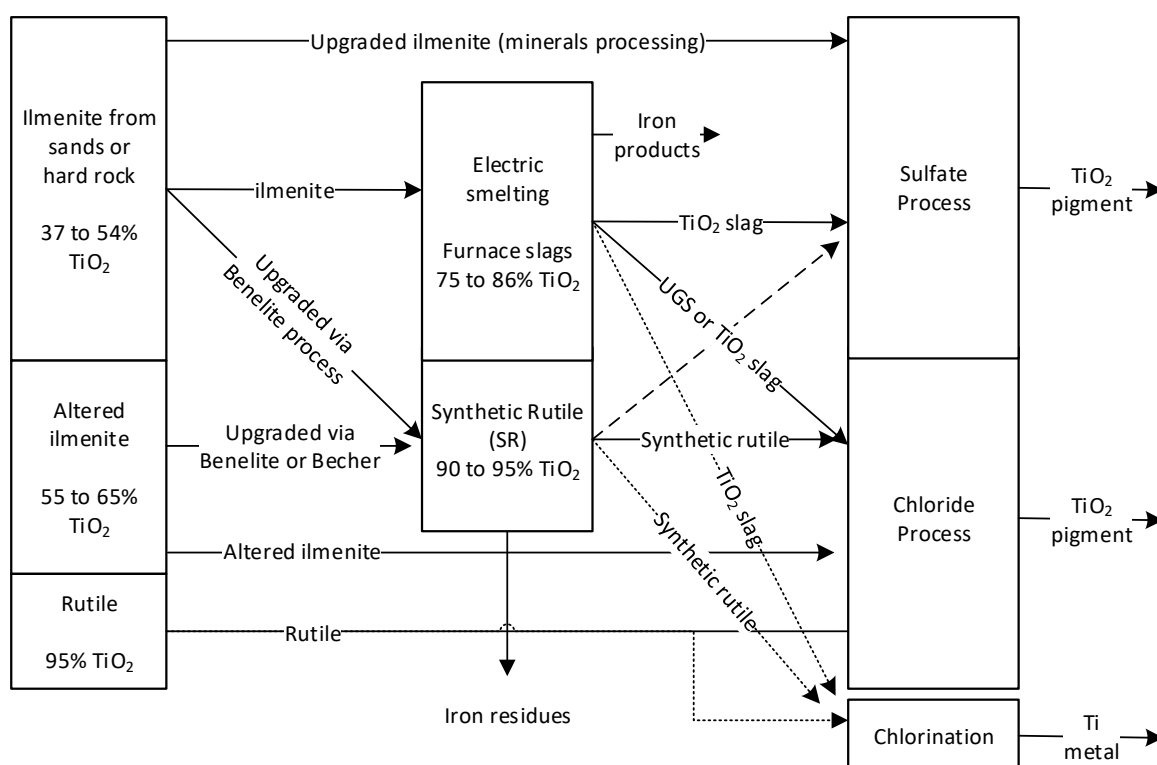 Upgraded ilmenite (minerals processing)
Ilmenite from
sands or
hard rock
37 to 54%
TiO₂
ilmenite
Upgraded via
Benelite process
Electric
smelting
Furnace slags
75 to 86% TiO₂
Iron
products
TiO₂ slag
UGS or TiO₂ slag
Sulfate
Process
TiO₂
pigment
Altered
ilmenite
55 to 65%
TiO₂
Upgraded via
Benelite or Becher
Synthetic Rutile
(SR)
90 to 95% TiO₂
Synthetic rutile
TiO₂ slag
Synthetic rutile
Chloride
Process
TiO₂
pigment
Altered ilmenite
Rutile
95% TiO₂
Rutile
Iron residues
Chlorination
Ti
metal